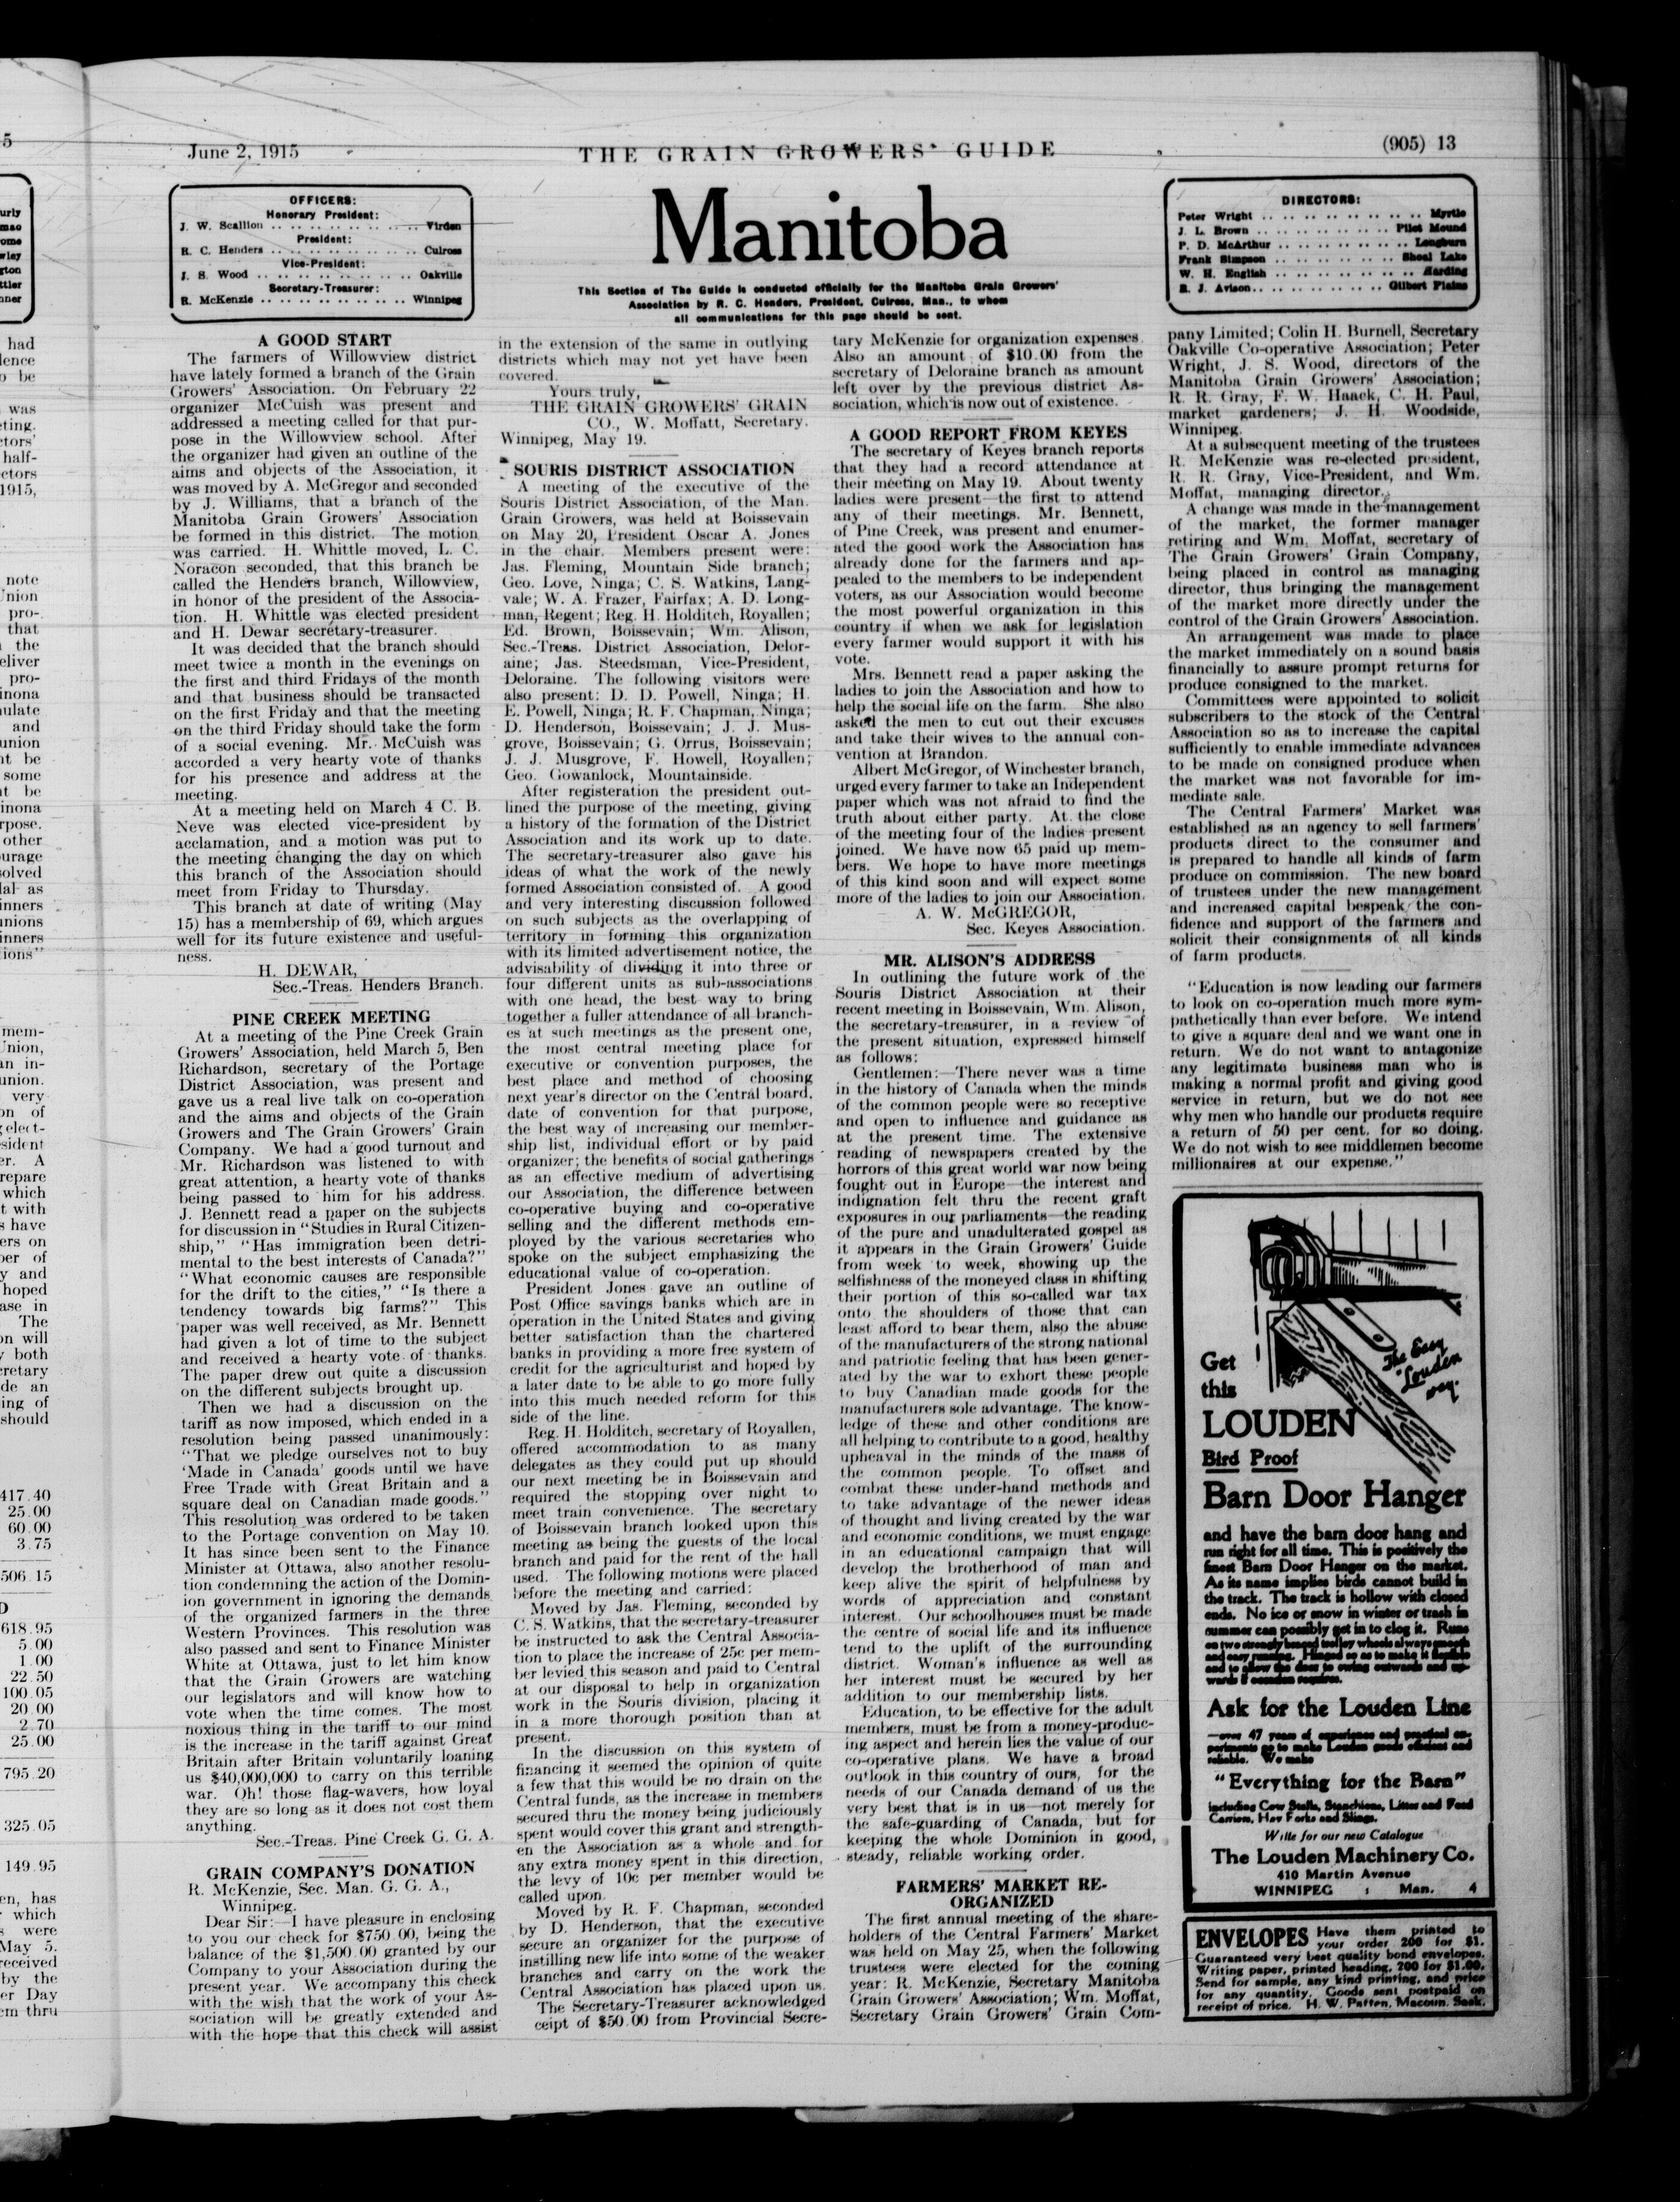 June 2, 1915
THE GRAIN GROWERS' GUIDE
(905) 13
OFFICERS:
Honorary President:
J. W. Scallion .. .. .. .. .. .. .. .. Virden
President:
R. C. Henders .. .. .. .. .. .. .. .. Culross
Vice-President:
J. S. Wood .. .. .. .. .. .. .. .. Oakville
Secretary-Treasurer:
R. McKenzie .. .. .. .. .. .. .. .. Winnipeg
Manitoba
This Section of The Guide is conducted officially for the Manitoba Grain Growers'
Association by R. C. Henders, President, Culross, Man., to whom
all communications for this page should be sent.
DIRECTORS:
Peter Wright .. .. .. .. .. .. .. .. Myrtle
J. L. Brown .. .. .. .. .. .. .. .. Pilot Mound
P. D. McArthur .. .. .. .. .. .. .. .. Longburn
Frank Simpson .. .. .. .. .. .. .. .. Shoal Lake
W. H. English .. .. .. .. .. .. .. .. Harding
R. J. Avison .. .. .. .. .. .. .. .. Gilbert Plains
A GOOD START
The farmers of Willowview district
have lately formed a branch of the Grain
Growers' Association. On February 22
organizer McCuish was present and
addressed a meeting called for that pur-
pose in the Willowview school. After
the organizer had given an outline of the
aims and objects of the Association, it
was moved by A. McGregor and seconded
by J. Williams, that a branch of the
Manitoba Grain Growers' Association
be formed in this district. The motion
was carried. H. Whittle moved, L. C.
Noracon seconded, that this branch be
called the Henders branch, Willowview,
in honor of the president of the Associa-
tion. H. Whittle was elected president
and H. Dewar secretary-treasurer.
It was decided that the branch should
meet twice a month in the evenings on
the first and third Fridays of the month
and that business should be transacted
on the first Friday and that the meeting
on the third Friday should take the form
of a social evening. Mr. McCuish was
accorded a very hearty vote of thanks
for his presence and address at the
meeting.
At a meeting held on March 4 C. B.
Neve was elected vice-president by
acclamation, and a motion was put to
the meeting changing the day on which
this branch of the Association should
meet from Friday to Thursday.
This branch at date of writing (May
15) has a membership of 69, which argues
well for its future existence and useful-
ness.
H. DEWAR,
Sec.-Treas. Henders Branch.
PINE CREEK MEETING
At a meeting of the Pine Creek Grain
Growers' Association, held March 5, Ben
Richardson, secretary of the Portage
District Association, was present and
gave us a real live talk on co-operation
and the aims and objects of the Grain
Growers and The Grain Growers' Grain
Company. We had a good turnout and
Mr. Richardson was listened to with
great attention, a hearty vote of thanks
being passed to him for his address.
J. Bennett read a paper on the subjects
for discussion in "Studies in Rural Citizen-
ship," "Has immigration been detri-
mental to the best interests of Canada?"
"What economic causes are responsible
for the drift to the cities," "Is there a
tendency towards big farms?" This
paper was well received, as Mr. Bennett
had given a lot of time to the subject
and received a hearty vote of thanks.
The paper drew out quite a discussion
on the different subjects brought up.
Then we had a discussion on the
tariff as now imposed, which ended in a
resolution being passed unanimously:
"That we pledge ourselves not to buy
'Made in Canada' goods until we have
Free Trade with Great Britain and a
square deal on Canadian made goods."
This resolution was ordered to be taken
to the Portage convention on May 10.
It has since been sent to the Finance
Minister at Ottawa, also another resolu-
tion condemning the action of the Domin-
ion government in ignoring the demands
of the organized farmers in the three
Western Provinces. This resolution was
also passed and sent to Finance Minister
White at Ottawa, just to let him know
that the Grain Growers are watching
our legislators and will know how to
vote when the time comes. The most
noxious thing in the tariff to our mind
is the increase in the tariff against Great
Britain after Britain voluntarily loaning
us $40,000,000 to carry on this terrible
war. Oh! those flag-wavers, how loyal
they are so long as it does not cost them
anything.
Sec.-Treas. Pine Creek G. G. A.
GRAIN COMPANY'S DONATION
R. McKenzie, Sec. Man. G. G. A.,
Winnipeg.
Dear Sir:—I have pleasure in enclosing
to you our check for $750.00, being the
balance of the $1,500.00 granted by our
Company to your Association during the
present year. We accompany this check
with the wish that the work of your As-
sociation will be greatly extended and
with the hope that this check will assist
in the extension of the same in outlying
districts which may not yet have been
covered.
Yours truly,
THE GRAIN GROWERS' GRAIN
CO., W. Moffatt, Secretary.
Winnipeg, May 19.
SOURIS DISTRICT ASSOCIATION
A meeting of the executive of the
Souris District Association, of the Man.
Grain Growers, was held at Boissevain
on May 20, President Oscar A. Jones
in the chair. Members present were:
Jas. Fleming, Mountain Side branch;
Geo. Love, Ninga; C. S. Watkins, Lang-
vale; W. A. Frazer, Fairfax; A. D. Long-
man, Regent; Reg. H. Holditch, Royallen;
Ed. Brown, Boissevain; Wm. Alison,
Sec.-Treas. District Association, Delor-
aine; Jas. Steedsman, Vice-President,
Deloraine. The following visitors were
also present: D. D. Powell, Ninga; H.
E. Powell, Ninga; R. F. Chapman, Ninga;
D. Henderson, Boissevain; J. J. Mus-
grove, Boissevain; G. Orrus, Boissevain;
J. J. Musgrove, F. Howell, Royallen;
Geo. Gowanlock, Mountainside.
After registeration the president out-
lined the purpose of the meeting, giving
a history of the formation of the District
Association and its work up to date.
The secretary-treasurer also gave his
ideas of what the work of the newly
formed Association consisted of. A good
and very interesting discussion followed
on such subjects as the overlapping of
territory in forming this organization
with its limited advertisement notice, the
advisability of dividing it into three or
four different units as sub-associations
with one head, the best way to bring
together a fuller attendance of all branch-
es at such meetings as the present one,
the most central meeting place for
executive or convention purposes, the
best place and method of choosing
next year's director on the Central board,
date of convention for that purpose,
the best way of increasing our member-
ship list, individual effort or by paid
organizer; the benefits of social gatherings
as an effective medium of advertising
our Association, the difference between
co-operative buying and co-operative
selling and the different methods em-
ployed by the various secretaries who
spoke on the subject emphasizing the
educational value of co-operation.
President Jones gave an outline of
Post Office savings banks which are in
operation in the United States and giving
better satisfaction than the chartered
banks in providing a more free system of
credit for the agriculturist and hoped by
a later date to be able to go more fully
into this much needed reform for this
side of the line.
Reg. H. Holditch, secretary of Royallen,
offered accommodation to as many
delegates as they could put up should
our next meeting be in Boissevain and
required the stopping over night to
meet train convenience. The secretary
of Boissevain branch looked upon this
meeting as being the guests of the local
branch and paid for the rent of the hall
used. The following motions were placed
before the meeting and carried:
Moved by Jas. Fleming, seconded by
C. S. Watkins, that the secretary-treasurer
be instructed to ask the Central Associa-
tion to place the increase of 25c per mem-
ber levied this season and paid to Central
at our disposal to help in organization
work in the Souris division, placing it
in a more thorough position than at
present.
In the discussion on this system of
financing it seemed the opinion of quite
a few that this would be no drain on the
Central funds, as the increase in members
secured thru the money being judiciously
spent would cover this grant and strength-
en the Association as a whole and for
any extra money spent in this direction,
the levy of 10c per member would be
called upon.
Moved by R. F. Chapman, seconded
by D. Henderson, that the executive
secure an organizer for the purpose of
instilling new life into some of the weaker
branches and carry on the work the
Central Association has placed upon us.
The Secretary-Treasurer acknowledged
ceipt of $50.00 from Provincial Secre-
tary McKenzie for organization expenses.
Also an amount of $10.00 from the
secretary of Deloraine branch as amount
left over by the previous district As-
sociation, which is now out of existence.
A GOOD REPORT FROM KEYES
The secretary of Keyes branch reports
that they had a record attendance at
their meeting on May 19. About twenty
ladies were present—the first to attend
any of their meetings. Mr. Bennett,
of Pine Creek, was present and enumer-
ated the good work the Association has
already done for the farmers and ap-
pealed to the members to be independent
voters, as our Association would become
the most powerful organization in this
country if when we ask for legislation
every farmer would support it with his
vote.
Mrs. Bennett read a paper asking the
ladies to join the Association and how to
help the social life on the farm. She also
asked the men to cut out their excuses
and take their wives to the annual con-
vention at Brandon.
Albert McGregor, of Winchester branch,
urged every farmer to take an Independent
paper which was not afraid to find the
truth about either party. At the close
of the meeting four of the ladies present
joined. We have now 65 paid up mem-
bers. We hope to have more meetings
of this kind soon and will expect some
more of the ladies to join our Association.
A. W. McGREGOR,
Sec. Keyes Association.
MR. ALISON'S ADDRESS
In outlining the future work of the
Souris District Association at their
recent meeting in Boissevain, Wm. Alison,
the secretary-treasurer, in a review of
the present situation, expressed himself
as follows:
Gentlemen:—There never was a time
in the history of Canada when the minds
of the common people were so receptive
and open to influence and guidance as
at the present time. The extensive
reading of newspapers created by the
horrors of this great world war now being
fought out in Europe—the interest and
indignation felt thru the recent graft
exposures in our parliaments—the reading
of the pure and unadulterated gospel as
it appears in the Grain Growers' Guide
from week to week, showing up the
selfishness of the moneyed class in shifting
their portion of this so-called war tax
onto the shoulders of those that can
least afford to bear them, also the abuse
of the manufacturers of the strong national
and patriotic feeling that has been gener-
ated by the war to exhort these people
to buy Canadian made goods for the
manufacturers sole advantage. The know-
ledge of these and other conditions are
all helping to contribute to a good, healthy
upheaval in the minds of the mass of
the common people. To offset and
combat these under-hand methods and
to take advantage of the newer ideas
of thought and living created by the war
and economic conditions, we must engage
in an educational campaign that will
develop the brotherhood of man and
keep alive the spirit of helpfulness by
words of appreciation and constant
interest. Our schoolhouses must be made
the centre of social life and its influence
tend to the uplift of the surrounding
district. Woman's influence as well as
her interest must be secured by her
addition to our membership lists.
Education, to be effective for the adult
members, must be from a money-produc-
ing aspect and herein lies the value of our
co-operative plans. We have a broad
outlook in this country of ours, for the
needs of our Canada demand of us the
very best that is in us—not merely for
the safe-guarding of Canada, but for
keeping the whole Dominion in good,
steady, reliable working order.
FARMERS' MARKET RE-
ORGANIZED
The first annual meeting of the share-
holders of the Central Farmers' Market
was held on May 25, when the following
trustees were elected for the coming
year: R. McKenzie, Secretary Manitoba
Grain Growers' Association; Wm. Moffat,
Secretary Grain Growers' Grain Com-
pany Limited; Colin H. Burnell, Secretary
Oakville Co-operative Association; Peter
Wright, J. S. Wood, directors of the
Manitoba Grain Growers' Association;
R. R. Gray, F. W. Haack, C. H. Paul,
market gardeners; J. H. Woodside,
Winnipeg.
At a subsequent meeting of the trustees
R. McKenzie was re-elected president,
R. R. Gray, Vice-President, and Wm.
Moffat, managing director.
A change was made in the management
of the market, the former manager
retiring and Wm. Moffat, secretary of
The Grain Growers' Grain Company,
being placed in control as managing
director, thus bringing the management
of the market more directly under the
control of the Grain Growers' Association.
An arrangement was made to place
the market immediately on a sound basis
financially to assure prompt returns for
produce consigned to the market.
Committees were appointed to solicit
subscribers to the stock of the Central
Association so as to increase the capital
sufficiently to enable immediate advances
to be made on consigned produce when
the market was not favorable for im-
mediate sale.
The Central Farmers' Market was
established as an agency to sell farmers'
products direct to the consumer and
is prepared to handle all kinds of farm
produce on commission. The new board
of trustees under the new management
and increased capital bespeak the con-
fidence and support of the farmers and
solicit their consignments of all kinds
of farm products.
"Education is now leading our farmers
to look on co-operation much more sym-
pathetically than ever before. We intend
to give a square deal and we want one in
return. We do not want to antagonize
any legitimate business man who is
making a normal profit and giving good
service in return, but we do not see
why men who handle our products require
a return of 50 per cent. for so doing.
We do not wish to see middlemen become
millionaires at our expense."
The Easy
"Louden
way."
Get
this
LOUDEN
Bird Proof
Barn Door Hanger
and have the barn door hang and
run right for all time. This is positively the
finest Barn Door Hanger on the market.
As its name implies birds cannot build in
the track. The track is hollow with closed
ends. No ice or snow in winter or trash in
summer can possibly get in to clog it. Runs
on two strongly braced trolley wheels always smooth
and easy running. Hinged so as to make it flexible
and to allow the door to swing outwards and up-
wards if occasion requires.
Ask for the Louden Line
—over 47 years of experience and practical ex-
periments go to make Louden goods efficient and
reliable. We make
"Everything for the Barn"
including Cow Stalls, Stanchions, Litter and Feed
Carriers, Hay Forks and Slings.
Write for our new Catalogue
The Louden Machinery Co.
410 Martin Avenue
WINNIPEG : Man. 4
ENVELOPES Have them printed to
your order 200 for $1.
Guaranteed very best quality bond envelopes.
Writing paper, printed heading, 200 for $1.00.
Send for sample, any kind printing, and price
for any quantity. Goods sent postpaid on
receipt of price. H. W. Patten, Macoun, Sask.